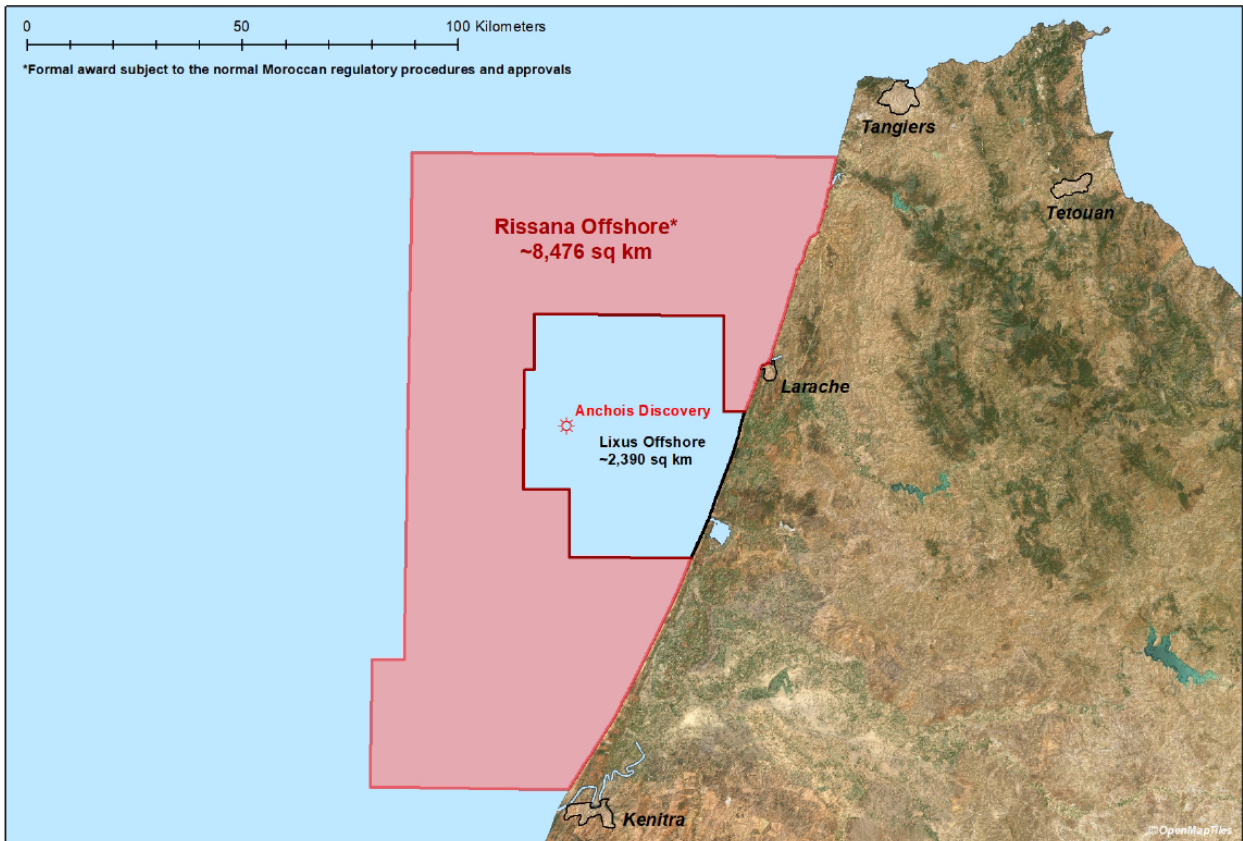 0 50 100 Kilometers
*Formal award subject to the normal Moroccan regulatory procedures and approvals
Tangiers
Tetouan
Rissana Offshore*
~8,476 sq km
Larache
Anchois Discovery
Lixus Offshore
~2,390 sq km
Kenitra
©OpenMapTiles